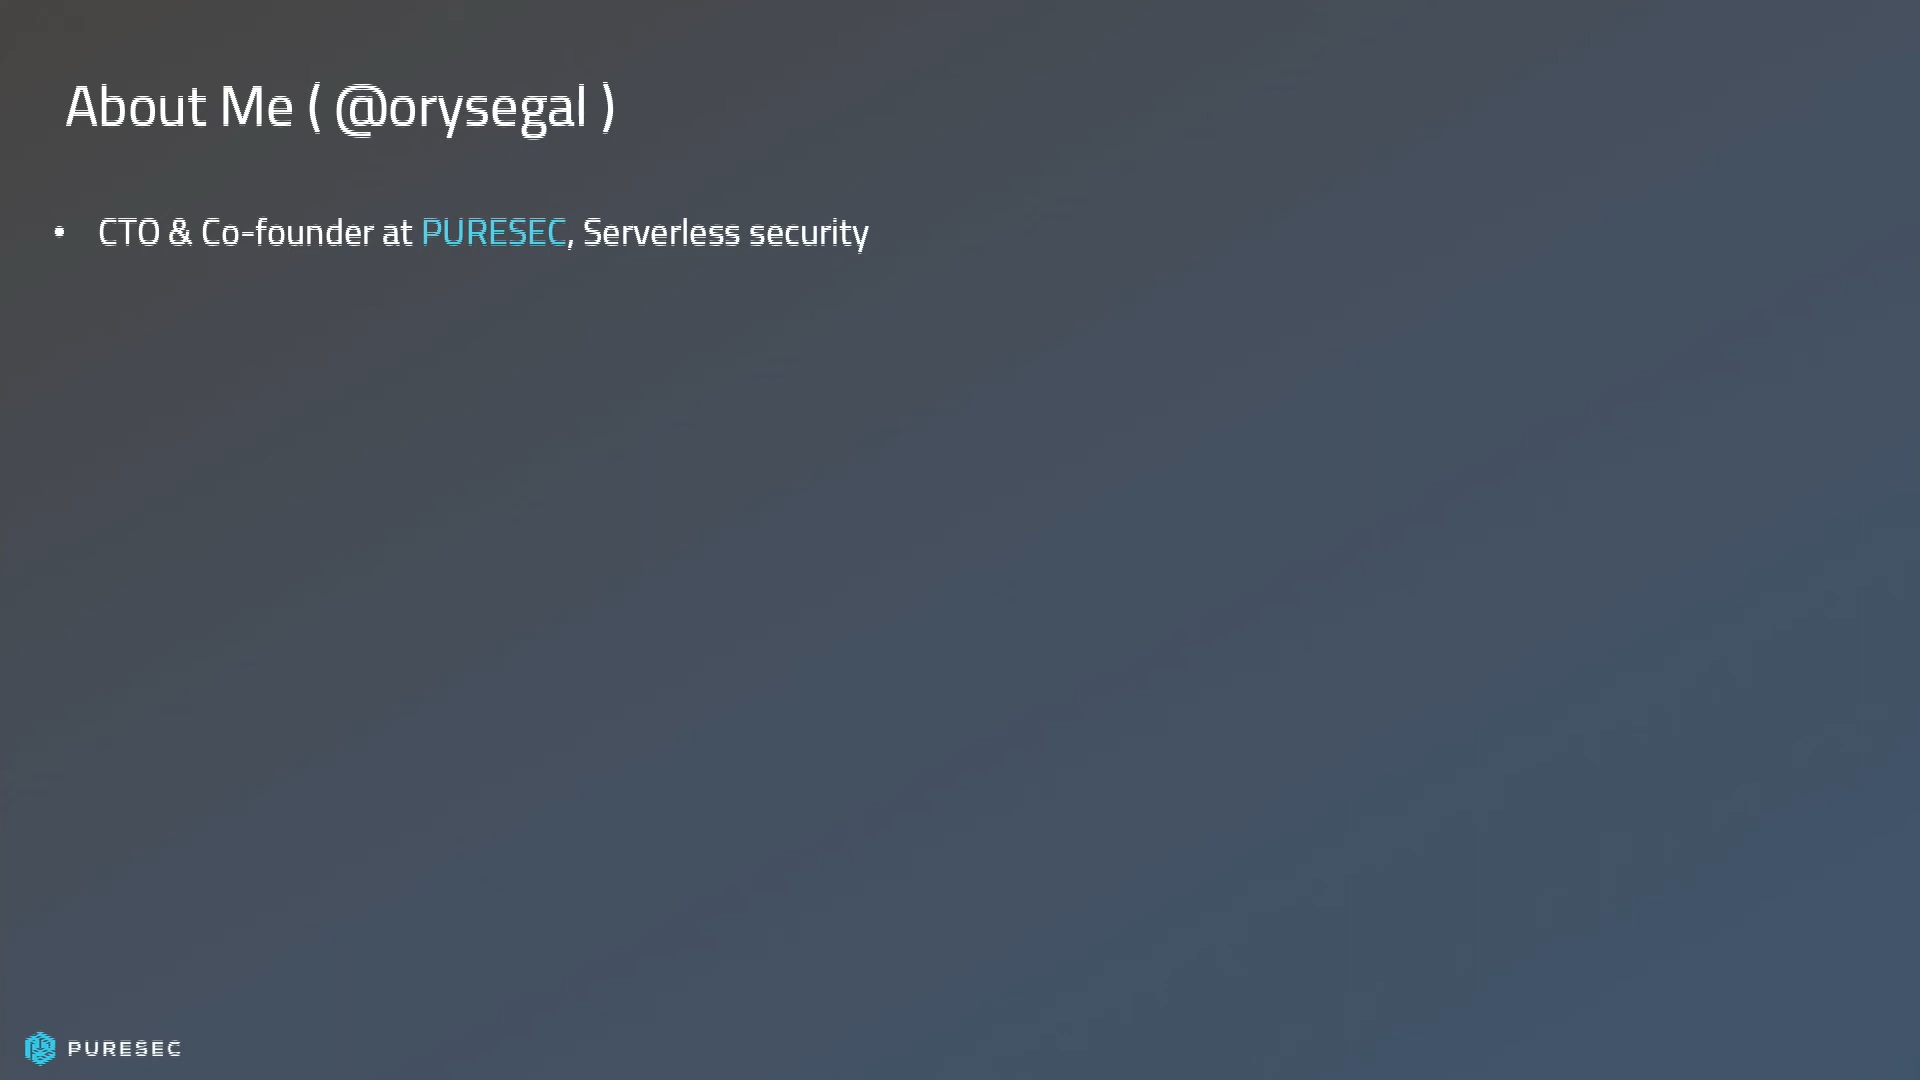 About Me ( @orysegal )
• CTO & Co-founder at PURESEC, Serverless security
PURESEC